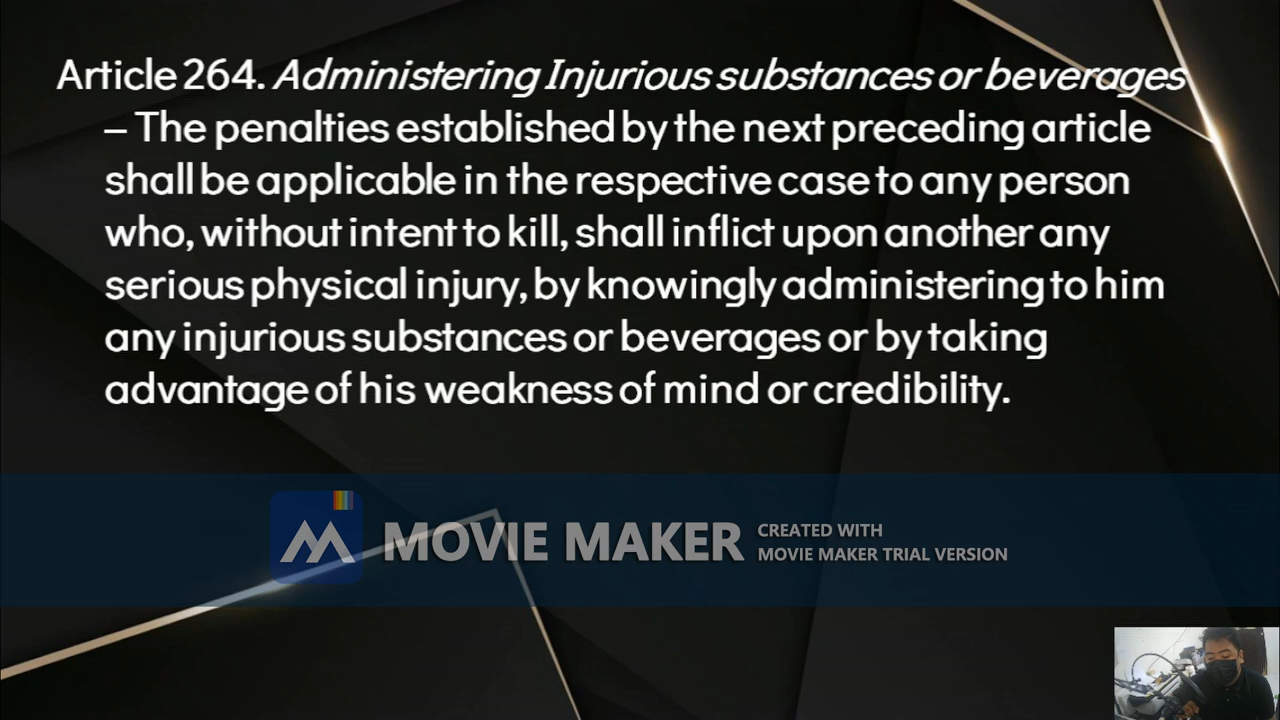 Article 264. Administering Injurious substances or beverages
– The penalties established by the next preceding article
shall be applicable in the respective case to any person
who, without intent to kill, shall inflict upon another any
serious physical injury, by knowingly administering to him
any injurious substances or beverages or by taking
advantage of his weakness of mind or credibility.
MOVIE MAKER
CREATED WITH
MOVIE MAKER TRIAL VERSION